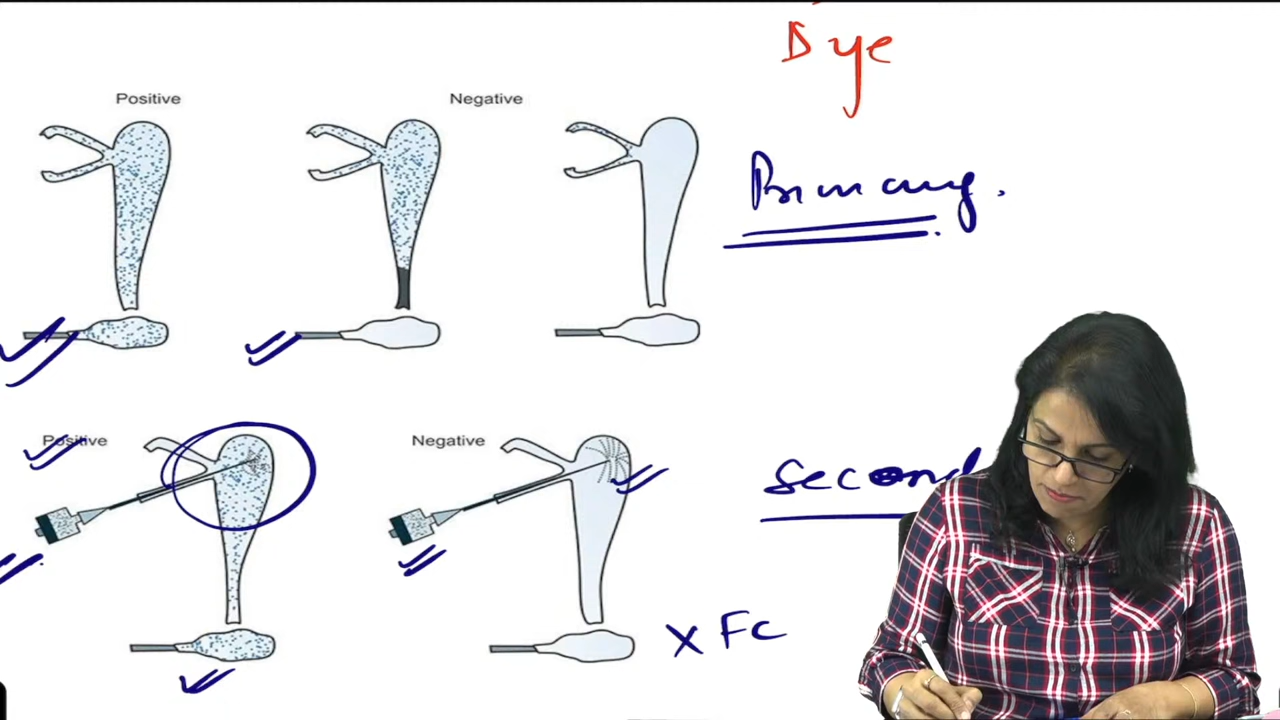 Dye
Positive
Negative
Primary.
Positive
Negative
second
X FC